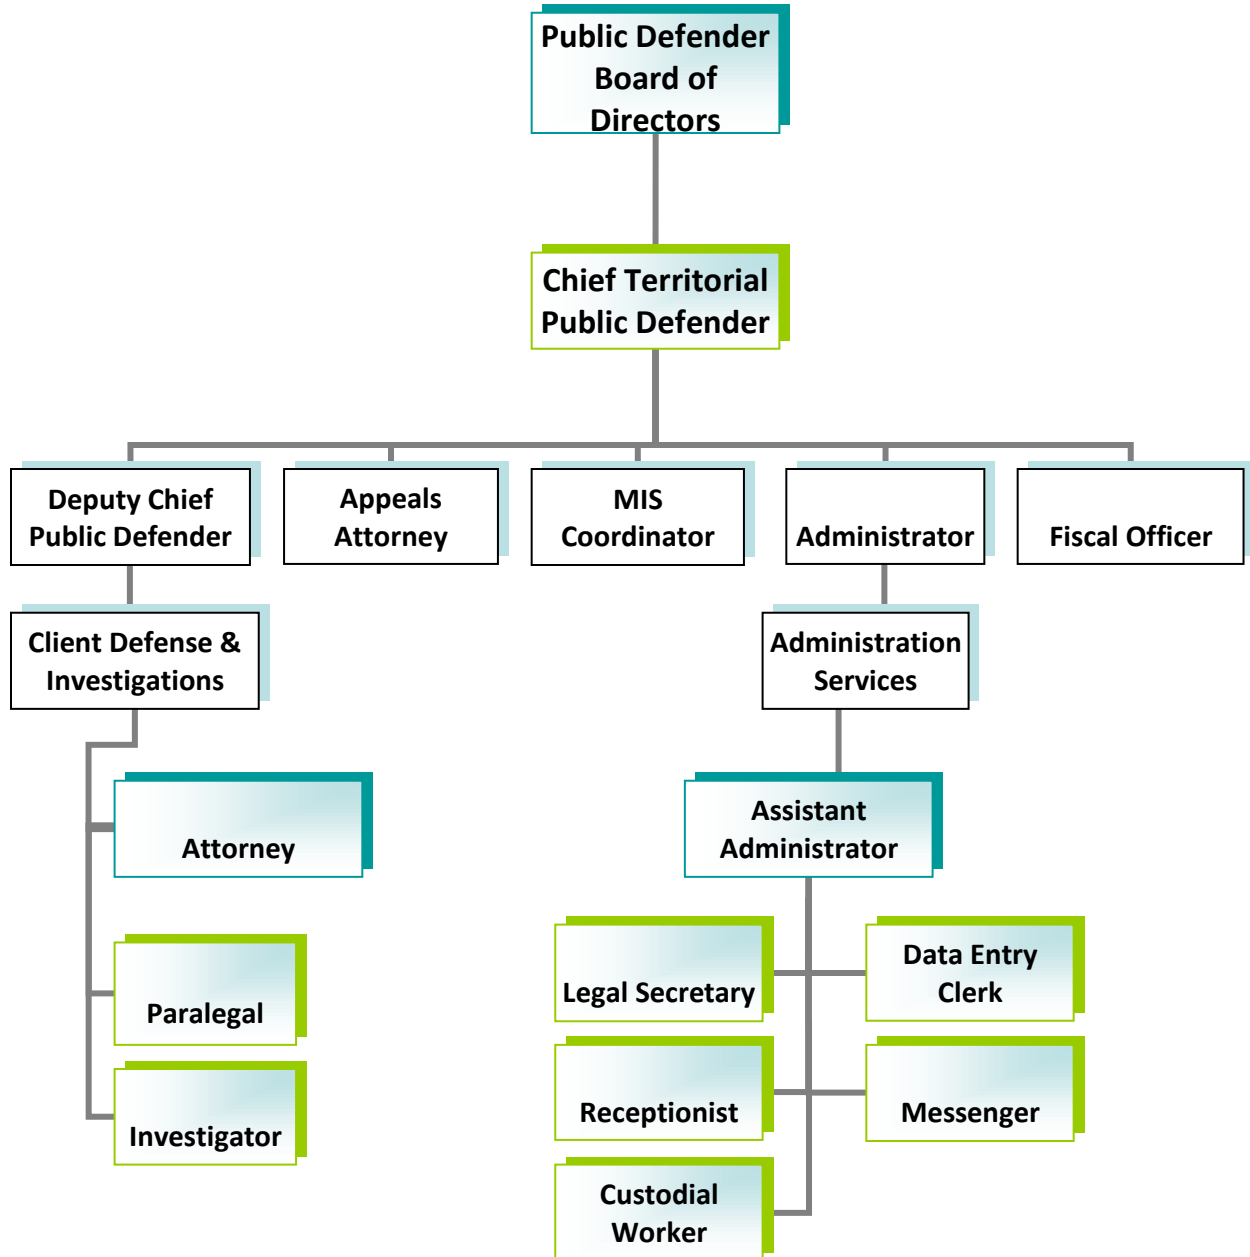 Public Defender
Board of
Directors
Chief Territorial
Public Defender
Deputy Chief
Public Defender
Appeals
Attorney
MIS
Coordinator
Administrator
Fiscal Officer
Client Defense &
Investigations
Administration
Services
Attorney
Assistant
Administrator
Paralegal
Legal Secretary
Data Entry
Clerk
Investigator
Receptionist
Messenger
Custodial
Worker